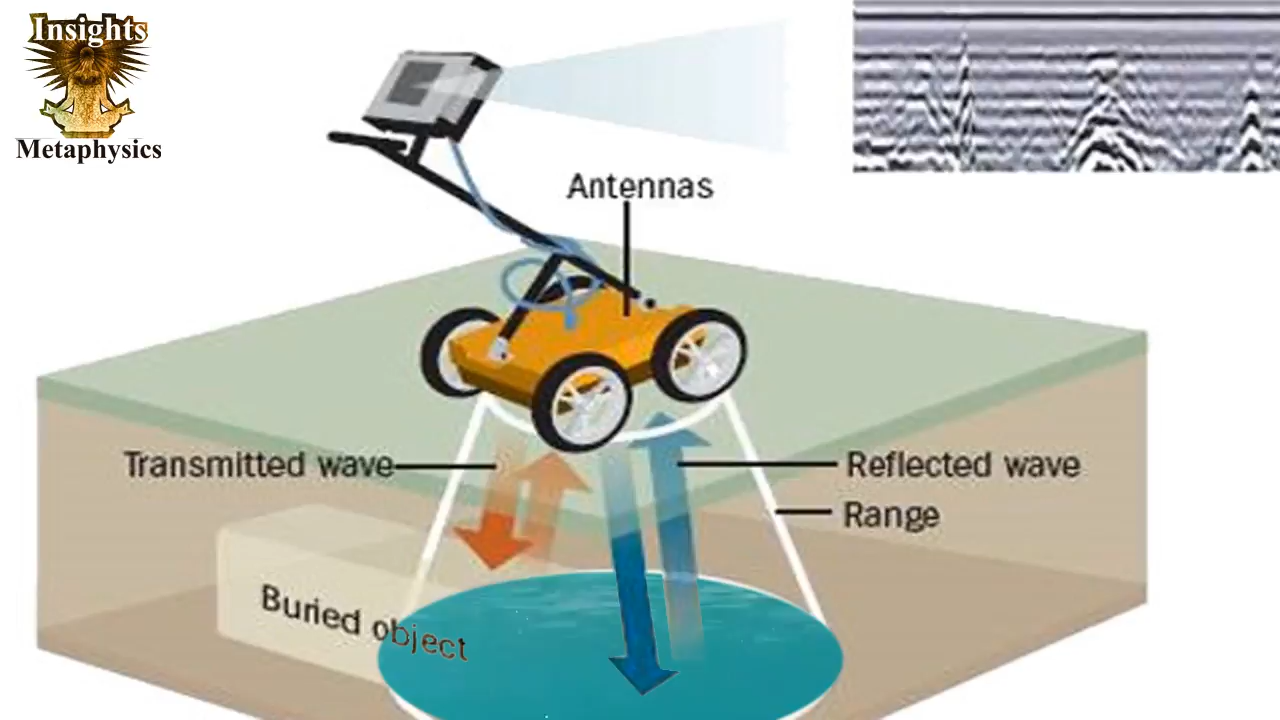 Insights
Metaphysics
Antennas
Transmitted wave
Reflected wave
Range
Buried object